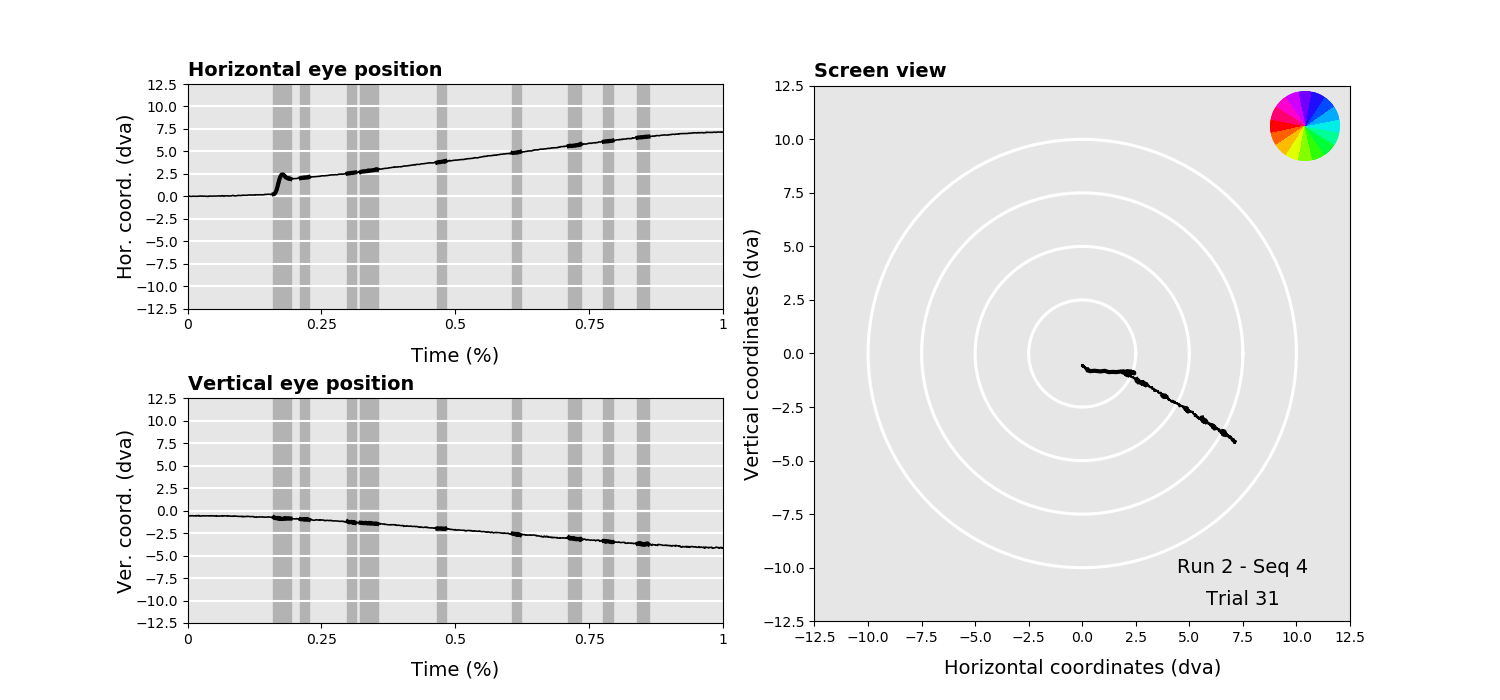 Horizontal eye position
Hor. coord. (dva)
12.5
10.0
7.5
5.0
2.5
0.0
−2.5
−5.0
−7.5
−10.0
−12.5
0 0.25 0.5 0.75 1
Time (%)
Vertical eye position
Ver. coord. (dva)
12.5
10.0
7.5
5.0
2.5
0.0
−2.5
−5.0
−7.5
−10.0
−12.5
0 0.25 0.5 0.75 1
Time (%)
Screen view
Vertical coordinates (dva)
12.5
10.0
7.5
5.0
2.5
0.0
−2.5
−5.0
−7.5
−10.0
−12.5
Run 2 - Seq 4
Trial 31
−12.5 −10.0 −7.5 −5.0 −2.5 0.0 2.5 5.0 7.5 10.0 12.5
Horizontal coordinates (dva)